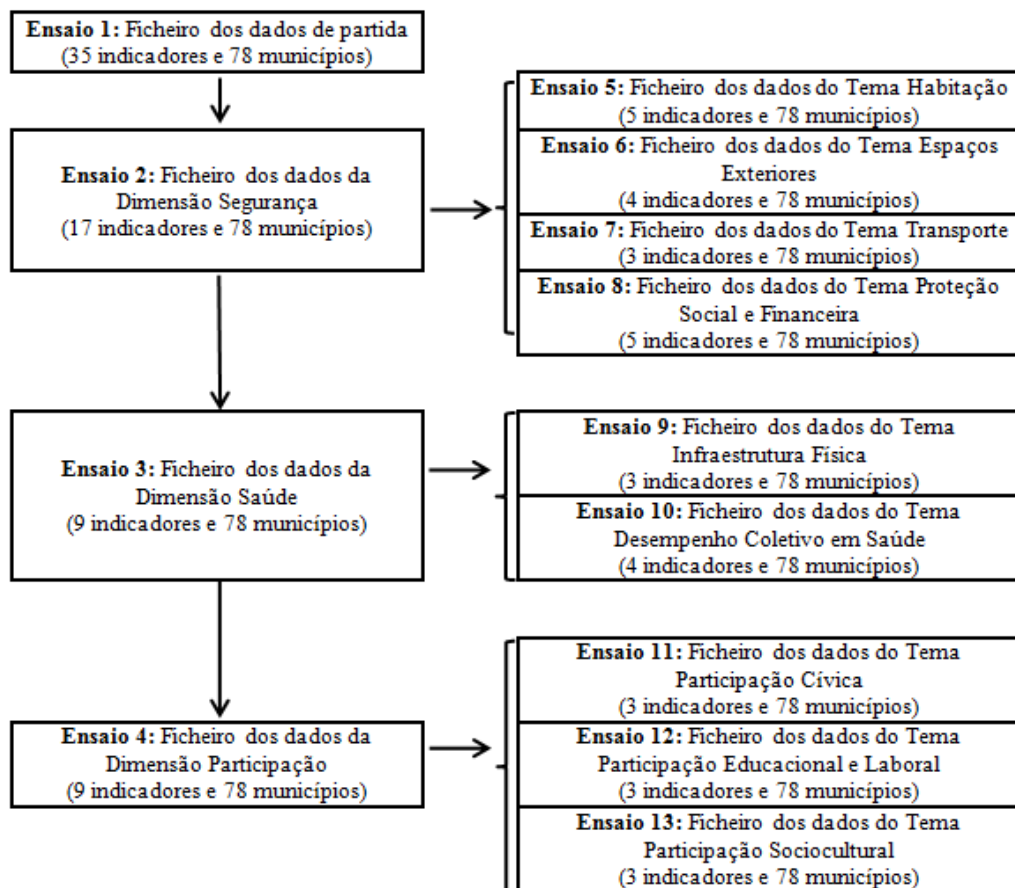 Ensaio 1: Ficheiro dos dados de partida
(35 indicadores e 78 municípios)
Ensaio 2: Ficheiro dos dados da
Dimensão Segurança
(17 indicadores e 78 municípios)
Ensaio 5: Ficheiro dos dados do Tema Habitação
(5 indicadores e 78 municípios)
Ensaio 6: Ficheiro dos dados do Tema Espaços
Exteriores
(4 indicadores e 78 municípios)
Ensaio 7: Ficheiro dos dados do Tema Transporte
(3 indicadores e 78 municípios)
Ensaio 8: Ficheiro dos dados do Tema Proteção
Social e Financeira
(5 indicadores e 78 municípios)
Ensaio 3: Ficheiro dos dados da
Dimensão Saúde
(9 indicadores e 78 municípios)
Ensaio 9: Ficheiro dos dados do Tema
Infraestrutura Física
(3 indicadores e 78 municípios)
Ensaio 10: Ficheiro dos dados do Tema
Desempenho Coletivo em Saúde
(4 indicadores e 78 municípios)
Ensaio 4: Ficheiro dos dados da
Dimensão Participação
(9 indicadores e 78 municípios)
Ensaio 11: Ficheiro dos dados do Tema
Participação Cívica
(3 indicadores e 78 municípios)
Ensaio 12: Ficheiro dos dados do Tema
Participação Educacional e Laboral
(3 indicadores e 78 municípios)
Ensaio 13: Ficheiro dos dados do Tema
Participação Sociocultural
(3 indicadores e 78 municípios)